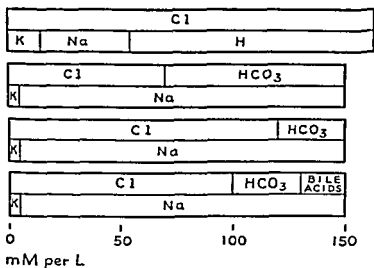 Cl
K Na H
Cl HCO3
K Na
Cl HCO3
K Na
Cl HCO3 BILE ACIDS
K Na
0 50 100 150
mM per L